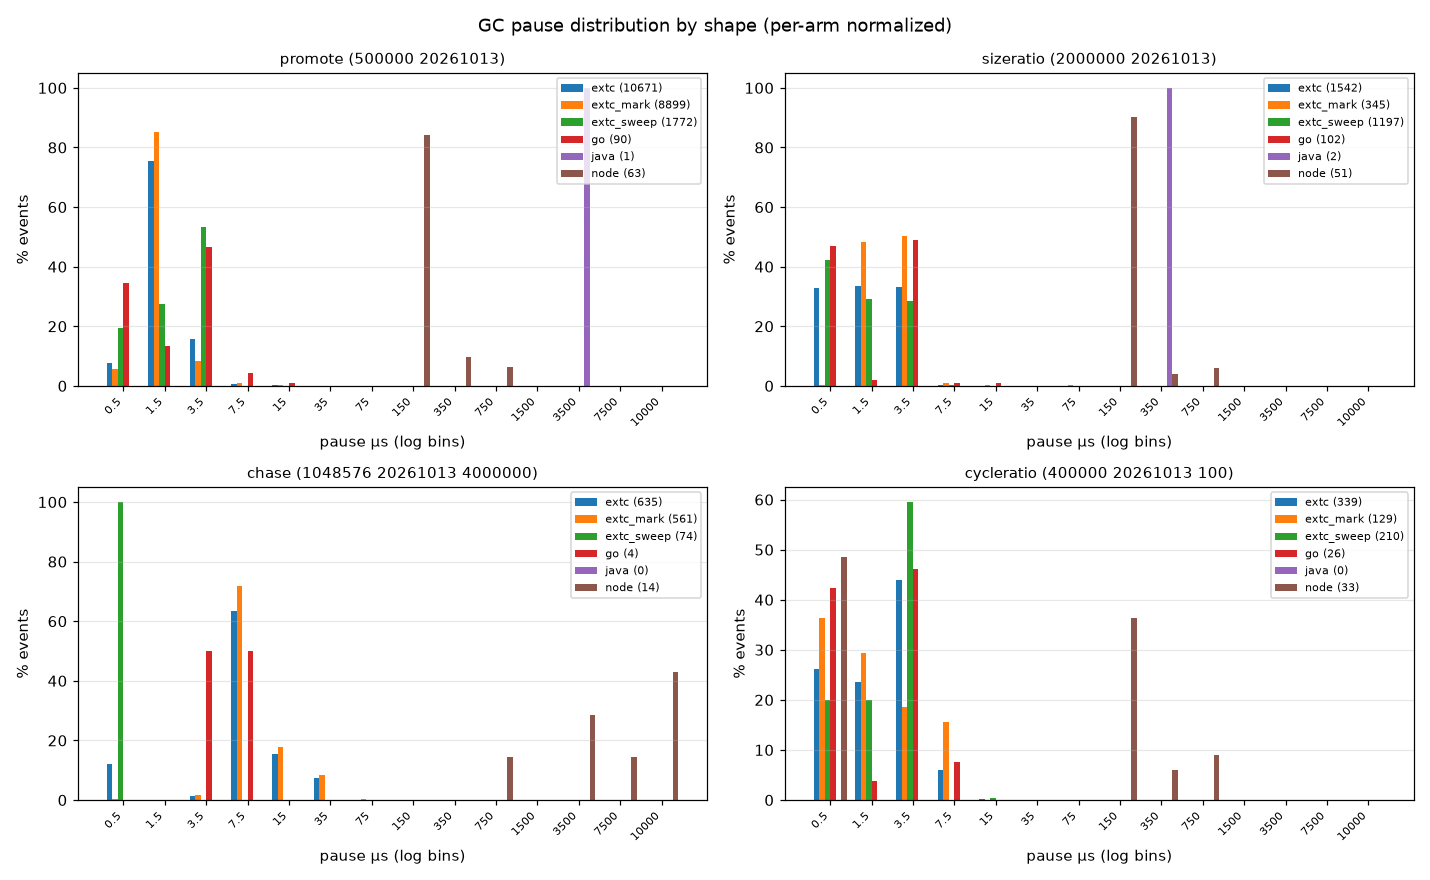 GC pause distribution by shape (per-arm normalized)
promote (500000 20261013)
100
80
60
40
20
0
% events
extc (10671)
extc_mark (8899)
extc_sweep (1772)
go (90)
java (1)
node (63)
0.5
1.5
3.5
7.5
15
35
75
150
350
750
1500
3500
7500
10000
pause µs (log bins)
sizeratio (2000000 20261013)
100
80
60
40
20
0
% events
extc (1542)
extc_mark (345)
extc_sweep (1197)
go (102)
java (2)
node (51)
0.5
1.5
3.5
7.5
15
35
75
150
350
750
1500
3500
7500
10000
pause µs (log bins)
chase (1048576 20261013 4000000)
100
80
60
40
20
0
% events
extc (635)
extc_mark (561)
extc_sweep (74)
go (4)
java (0)
node (14)
0.5
1.5
3.5
7.5
15
35
75
150
350
750
1500
3500
7500
10000
pause µs (log bins)
cycleratio (400000 20261013 100)
60
50
40
30
20
10
0
% events
extc (339)
extc_mark (129)
extc_sweep (210)
go (26)
java (0)
node (33)
0.5
1.5
3.5
7.5
15
35
75
150
350
750
1500
3500
7500
10000
pause µs (log bins)